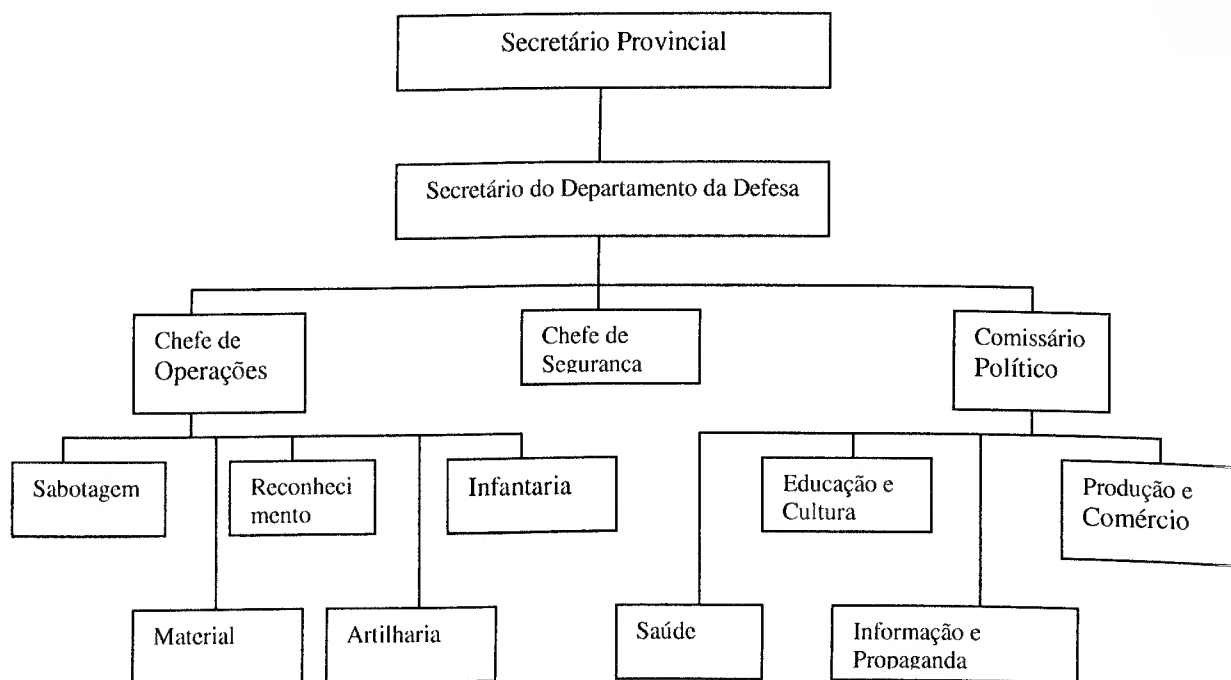 Secretário Provincial
Secretário do Departamento da Defesa
Chefe de
Operações
Chefe de
Seguranca
Comissário
Político
Sabotagem
Reconheci
mento
Infantaria
Educação e
Cultura
Produção e
Comércio
Material
Artilharia
Saúde
Informação e
Propaganda